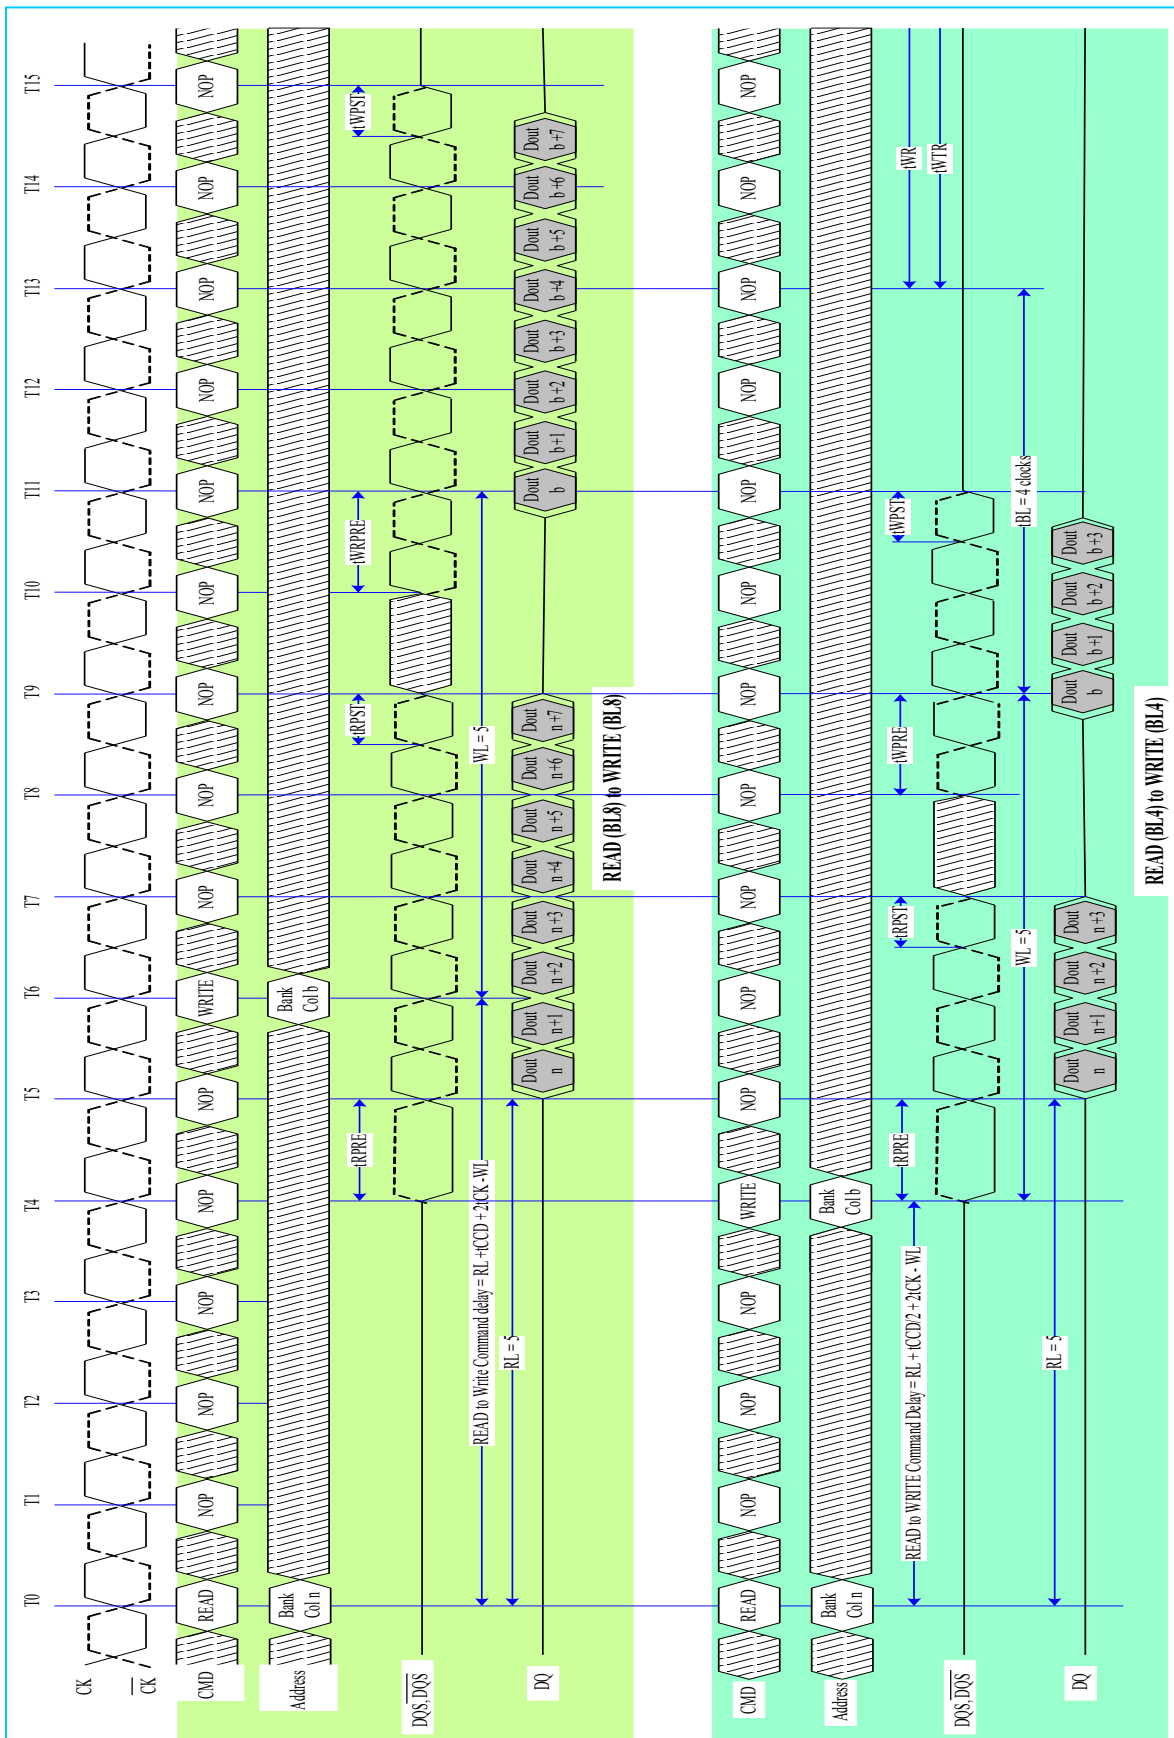 T0 T1 T2 T3 T4 T5 T6 T7 T8 T9 T10 T11 T12 T13 T14 T15
CK
CK
CMD READ NOP NOP NOP NOP NOP WRITE NOP NOP NOP NOP NOP NOP NOP NOP NOP
Address Bank Col n Bank Col b
tRPRE tRPST tWRPRE tWPST
DQS, DQS
READ to Write Command delay = RL +tCCD + 2tCK -WL WL = 5
RL = 5
DQ Dout n Dout n+1 Dout n+2 Dout n+3 Dout n+4 Dout n+5 Dout n+6 Dout n+7 Dout b Dout b+1 Dout b+2 Dout b+3 Dout b+4 Dout b+5 Dout b+6 Dout b+7
READ (BL8) to WRITE (BL8)
CMD READ NOP NOP NOP WRITE NOP NOP NOP NOP NOP NOP NOP NOP NOP NOP NOP
Address Bank Col n Bank Col b
tRPRE tRPST tWPRE tWPST tWR
READ to WRITE Command Delay = RL + tCCD/2 + 2tCK - WL
tWTR
DQS, DQS
WL = 5 tBL = 4 clocks
RL = 5
DQ Dout n Dout n+1 Dout n+2 Dout n+3 Dout b Dout b+1 Dout b+2 Dout b+3
READ (BL4) to WRITE (BL4)